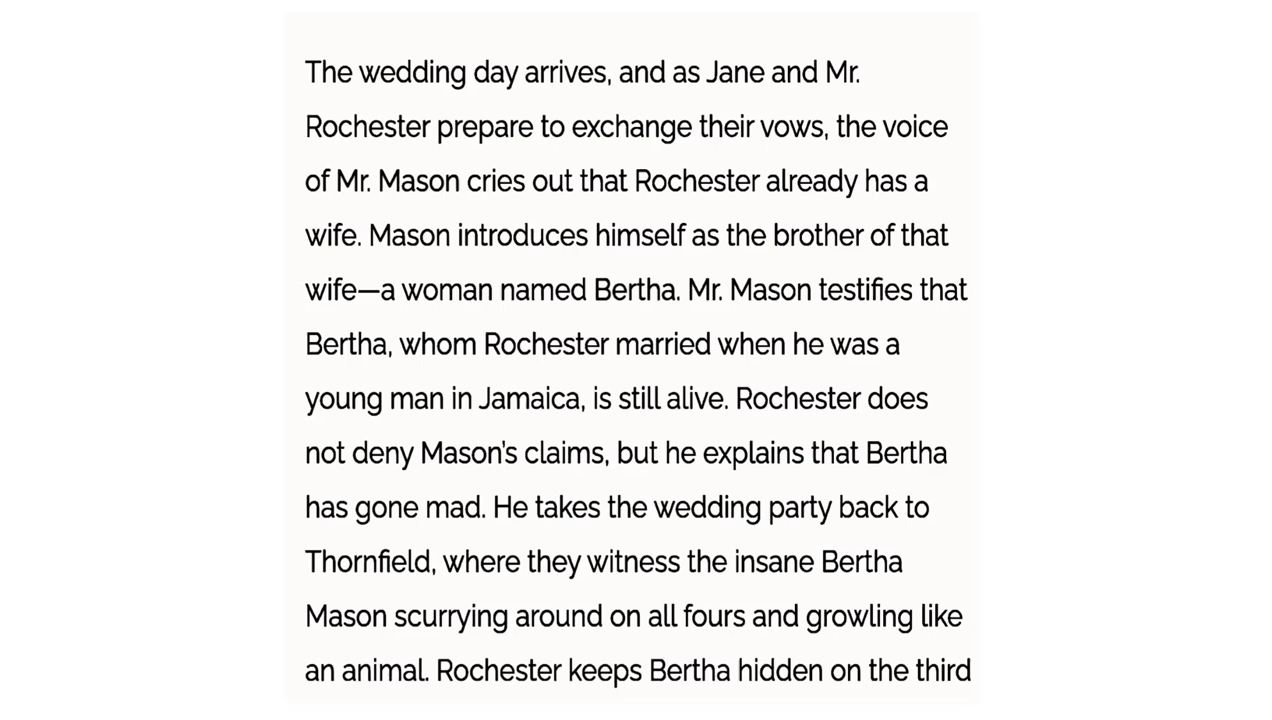 The wedding day arrives, and as Jane and Mr.
Rochester prepare to exchange their vows, the voice
of Mr. Mason cries out that Rochester already has a
wife. Mason introduces himself as the brother of that
wife—a woman named Bertha. Mr. Mason testifies that
Bertha, whom Rochester married when he was a
young man in Jamaica, is still alive. Rochester does
not deny Mason’s claims, but he explains that Bertha
has gone mad. He takes the wedding party back to
Thornfield, where they witness the insane Bertha
Mason scurrying around on all fours and growling like
an animal. Rochester keeps Bertha hidden on the third